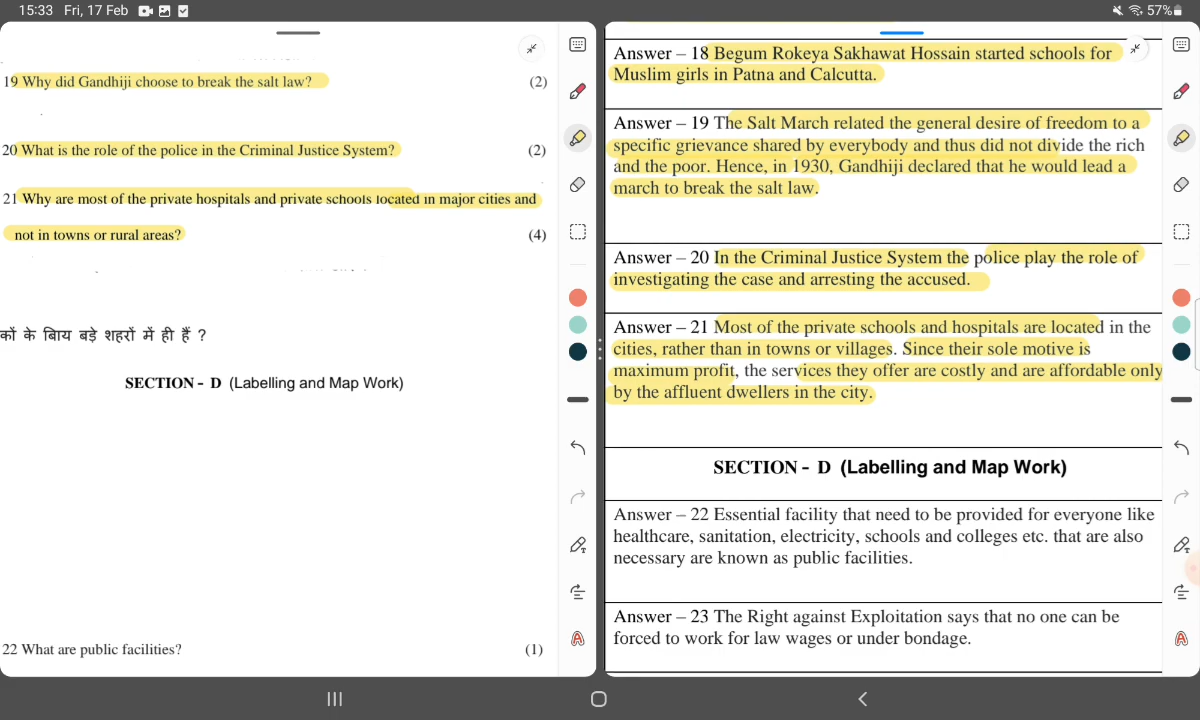 15:33 Fri, 17 Feb
57%
19 Why did Gandhiji choose to break the salt law? (2)
20 What is the role of the police in the Criminal Justice System? (2)
21 Why are most of the private hospitals and private schools located in major cities and
not in towns or rural areas? (4)
कों के बिाय बड़े शहरों में ही हैं ?
SECTION - D (Labelling and Map Work)
22 What are public facilities? (1)
Answer – 18 Begum Rokeya Sakhawat Hossain started schools for
Muslim girls in Patna and Calcutta.
Answer – 19 The Salt March related the general desire of freedom to a
specific grievance shared by everybody and thus did not divide the rich
and the poor. Hence, in 1930, Gandhiji declared that he would lead a
march to break the salt law.
Answer – 20 In the Criminal Justice System the police play the role of
investigating the case and arresting the accused.
Answer – 21 Most of the private schools and hospitals are located in the
cities, rather than in towns or villages. Since their sole motive is
maximum profit, the services they offer are costly and are affordable only
by the affluent dwellers in the city.
SECTION - D (Labelling and Map Work)
Answer – 22 Essential facility that need to be provided for everyone like
healthcare, sanitation, electricity, schools and colleges etc. that are also
necessary are known as public facilities.
Answer – 23 The Right against Exploitation says that no one can be
forced to work for law wages or under bondage.